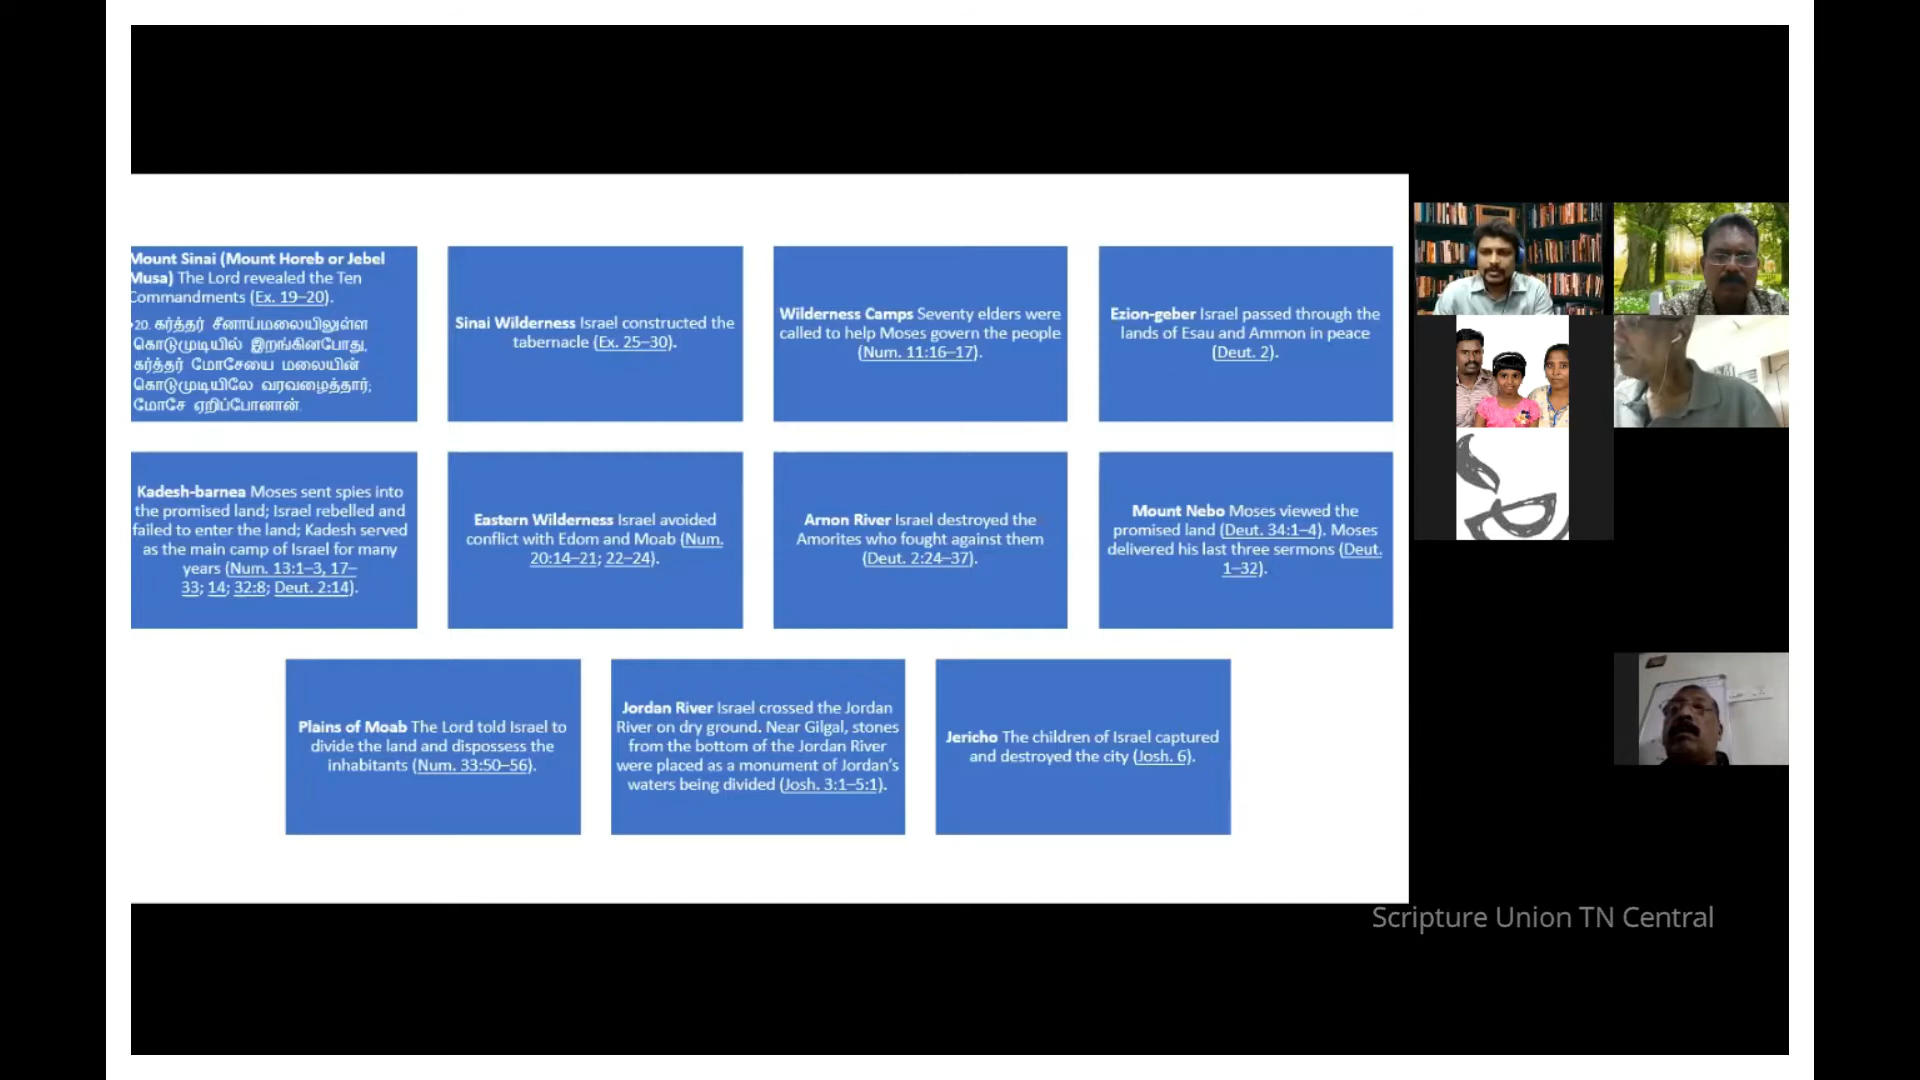 Mount Sinai (Mount Horeb or Jebel
Musa) The Lord revealed the Ten
Commandments (Ex. 19–20).
•20. கர்த்தர் சீனாய்மலையிலுள்ள
கொடுமுடியில் இறங்கினபோது,
கர்த்தர் மோசேயை மலையின்
கொடுமுடியிலே வரவழைத்தார்;
மோசே ஏறிப்போனான்.
Sinai Wilderness Israel constructed the
tabernacle (Ex. 25–30).
Wilderness Camps Seventy elders were
called to help Moses govern the people
(Num. 11:16–17).
Ezion-geber Israel passed through the
lands of Esau and Ammon in peace
(Deut. 2).
Kadesh-barnea Moses sent spies into
the promised land; Israel rebelled and
failed to enter the land; Kadesh served
as the main camp of Israel for many
years (Num. 13:1–3, 17–
33; 14; 32:8; Deut. 2:14).
Eastern Wilderness Israel avoided
conflict with Edom and Moab (Num.
20:14–21; 22–24).
Arnon River Israel destroyed the
Amorites who fought against them
(Deut. 2:24–37).
Mount Nebo Moses viewed the
promised land (Deut. 34:1–4). Moses
delivered his last three sermons (Deut.
1–32).
Plains of Moab The Lord told Israel to
divide the land and dispossess the
inhabitants (Num. 33:50–56).
Jordan River Israel crossed the Jordan
River on dry ground. Near Gilgal, stones
from the bottom of the Jordan River
were placed as a monument of Jordan's
waters being divided (Josh. 3:1–5:1).
Jericho The children of Israel captured
and destroyed the city (Josh. 6).
Scripture Union TN Central